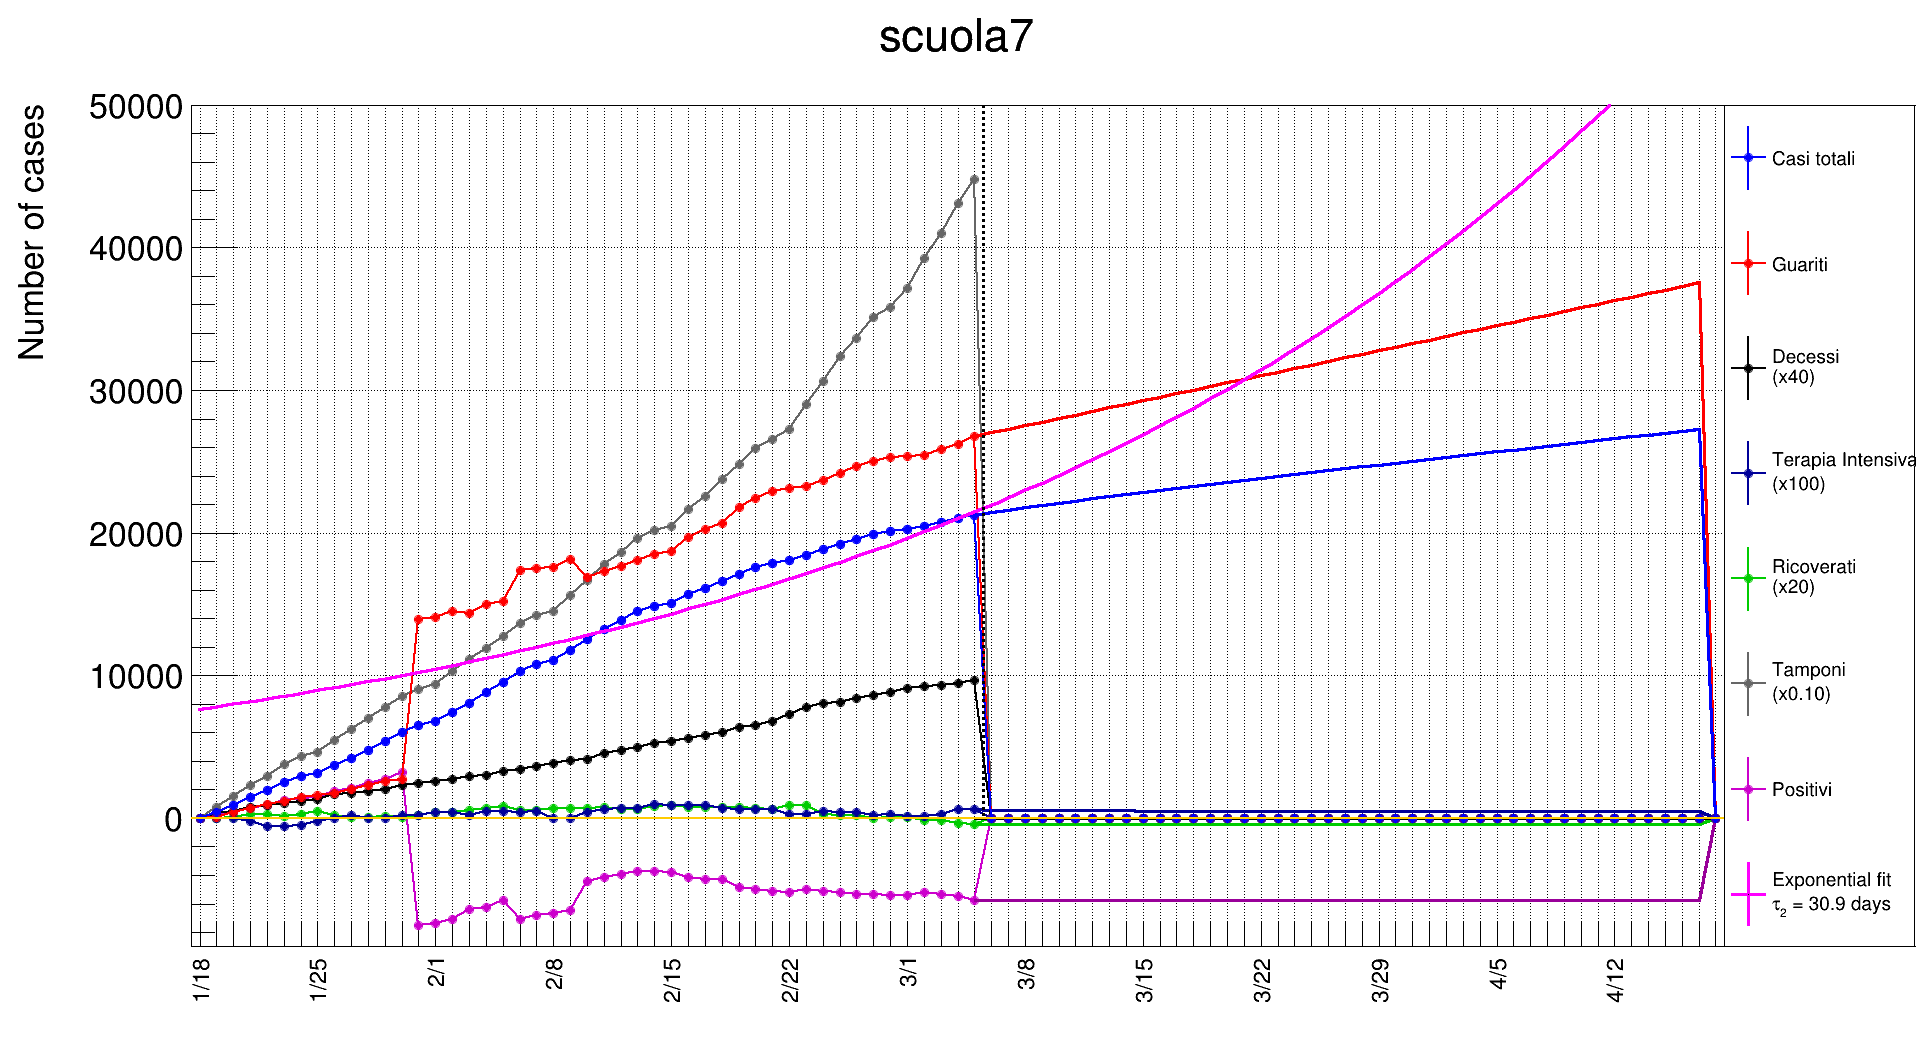 scuola7
Number of cases
50000
40000
30000
20000
10000
0
1/18
1/25
2/1
2/8
2/15
2/22
3/1
3/8
3/15
3/22
3/29
4/5
4/12
Casi totali
Guariti
Decessi
(x40)
Terapia Intensiva
(x100)
Ricoverati
(x20)
Tamponi
(x0.10)
Positivi
Exponential fit
τ2 = 30.9 days